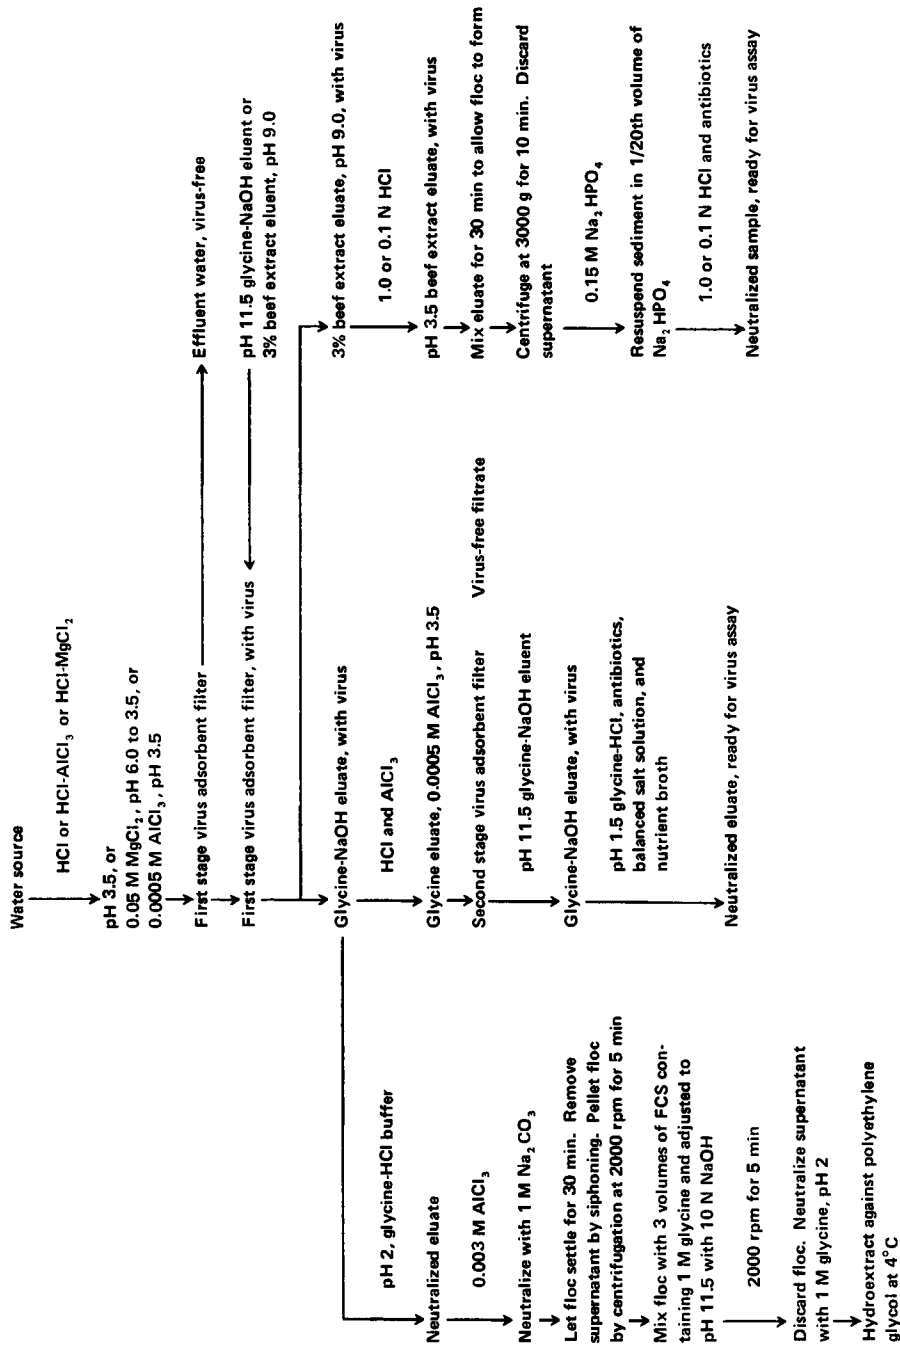 Water source
HCl or HCl-AlCl₃ or HCl-MgCl₂
pH 3.5, or
0.05 M MgCl₂, pH 6.0 to 3.5, or
0.0005 M AlCl₃, pH 3.5
First stage virus adsorbent filter
Effluent water, virus-free
First stage virus adsorbent filter, with virus
pH 11.5 glycine-NaOH eluent or
3% beef extract eluent, pH 9.0
Glycine-NaOH eluate, with virus
HCl and AlCl₃
Glycine eluate, 0.0005 M AlCl₃, pH 3.5
Second stage virus adsorbent filter
Virus-free filtrate
pH 11.5 glycine-NaOH eluent
Glycine-NaOH eluate, with virus
pH 1.5 glycine-HCl, antibiotics,
balanced salt solution, and
nutrient broth
Neutralized eluate, ready for virus assay
3% beef extract eluate, pH 9.0, with virus
1.0 or 0.1 N HCl
pH 3.5 beef extract eluate, with virus
Mix eluate for 30 min to allow floc to form
Centrifuge at 3000 g for 10 min. Discard
supernatant
0.15 M Na₂HPO₄
Resuspend sediment in 1/20th volume of
Na₂HPO₄
1.0 or 0.1 N HCl and antibiotics
Neutralized sample, ready for virus assay
pH 2, glycine-HCl buffer
Neutralized eluate
0.003 M AlCl₃
Neutralize with 1 M Na₂CO₃
Let floc settle for 30 min. Remove
supernatant by siphoning. Pellet floc
by centrifugation at 2000 rpm for 5 min
Mix floc with 3 volumes of FCS con-
taining 1 M glycine and adjusted to
pH 11.5 with 10 N NaOH
2000 rpm for 5 min
Discard floc. Neutralize supernatant
with 1 M glycine, pH 2
Hydroextract against polyethylene
glycol at 4°C